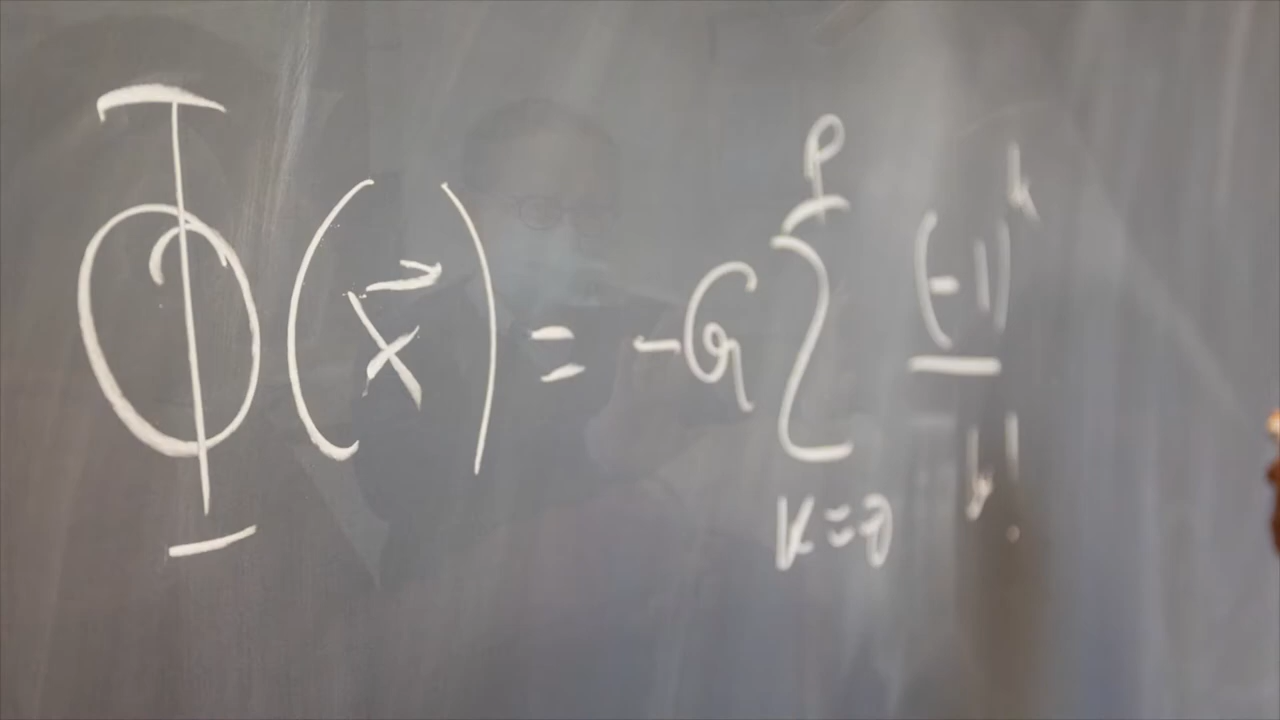 Φ(x⃗) = -G Σ_{k=0}^{p} (-1)^k / k!